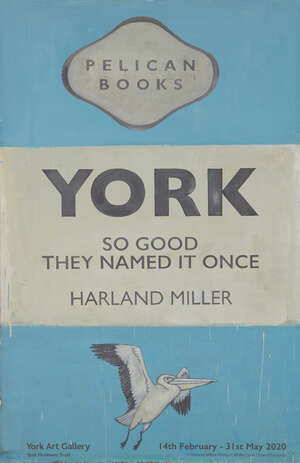 PELICAN
BOOKS
YORK
SO GOOD
THEY NAMED IT ONCE
HARLAND MILLER
York Art Gallery
14th February - 31st May 2020
York Museums Trust